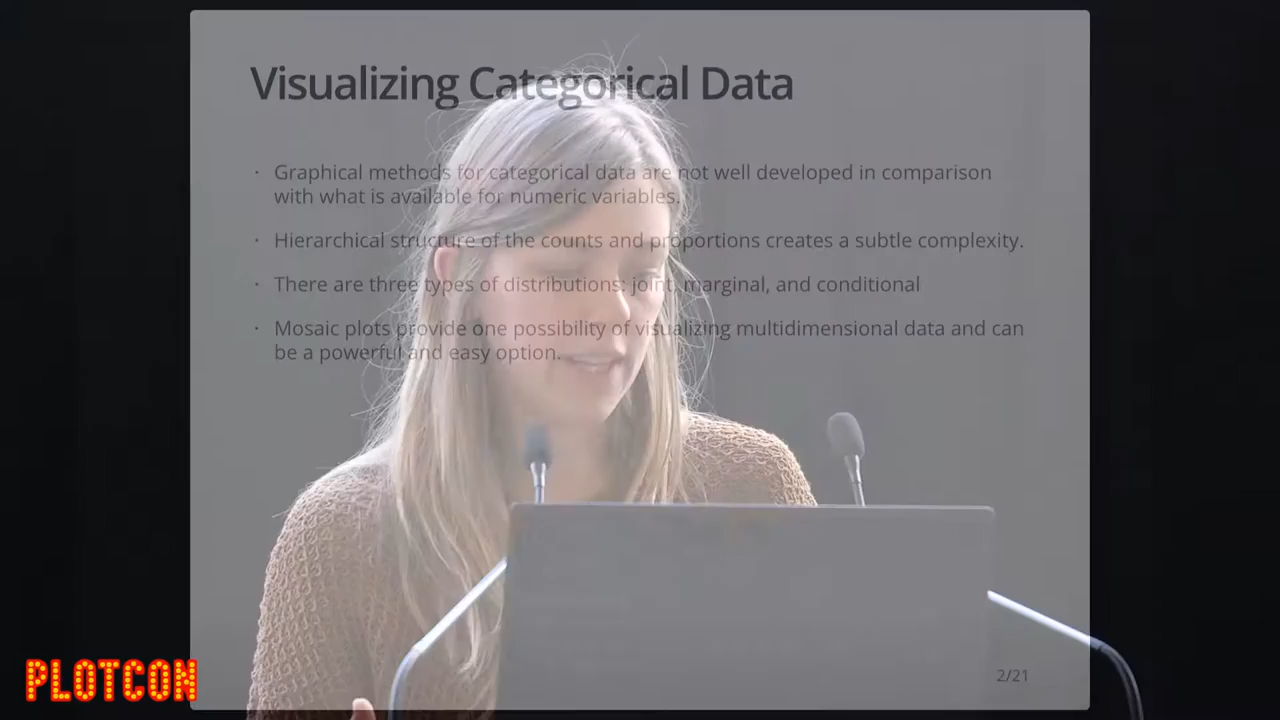 Visualizing Categorical Data
· Graphical methods for categorical data are not well developed in comparison
with what is available for numeric variables.
· Hierarchical structure of the counts and proportions creates a subtle complexity.
· There are three types of distributions: joint, marginal, and conditional
· Mosaic plots provide one possibility of visualizing multidimensional data and can
be a powerful and easy option.
2/21
PLOTCON